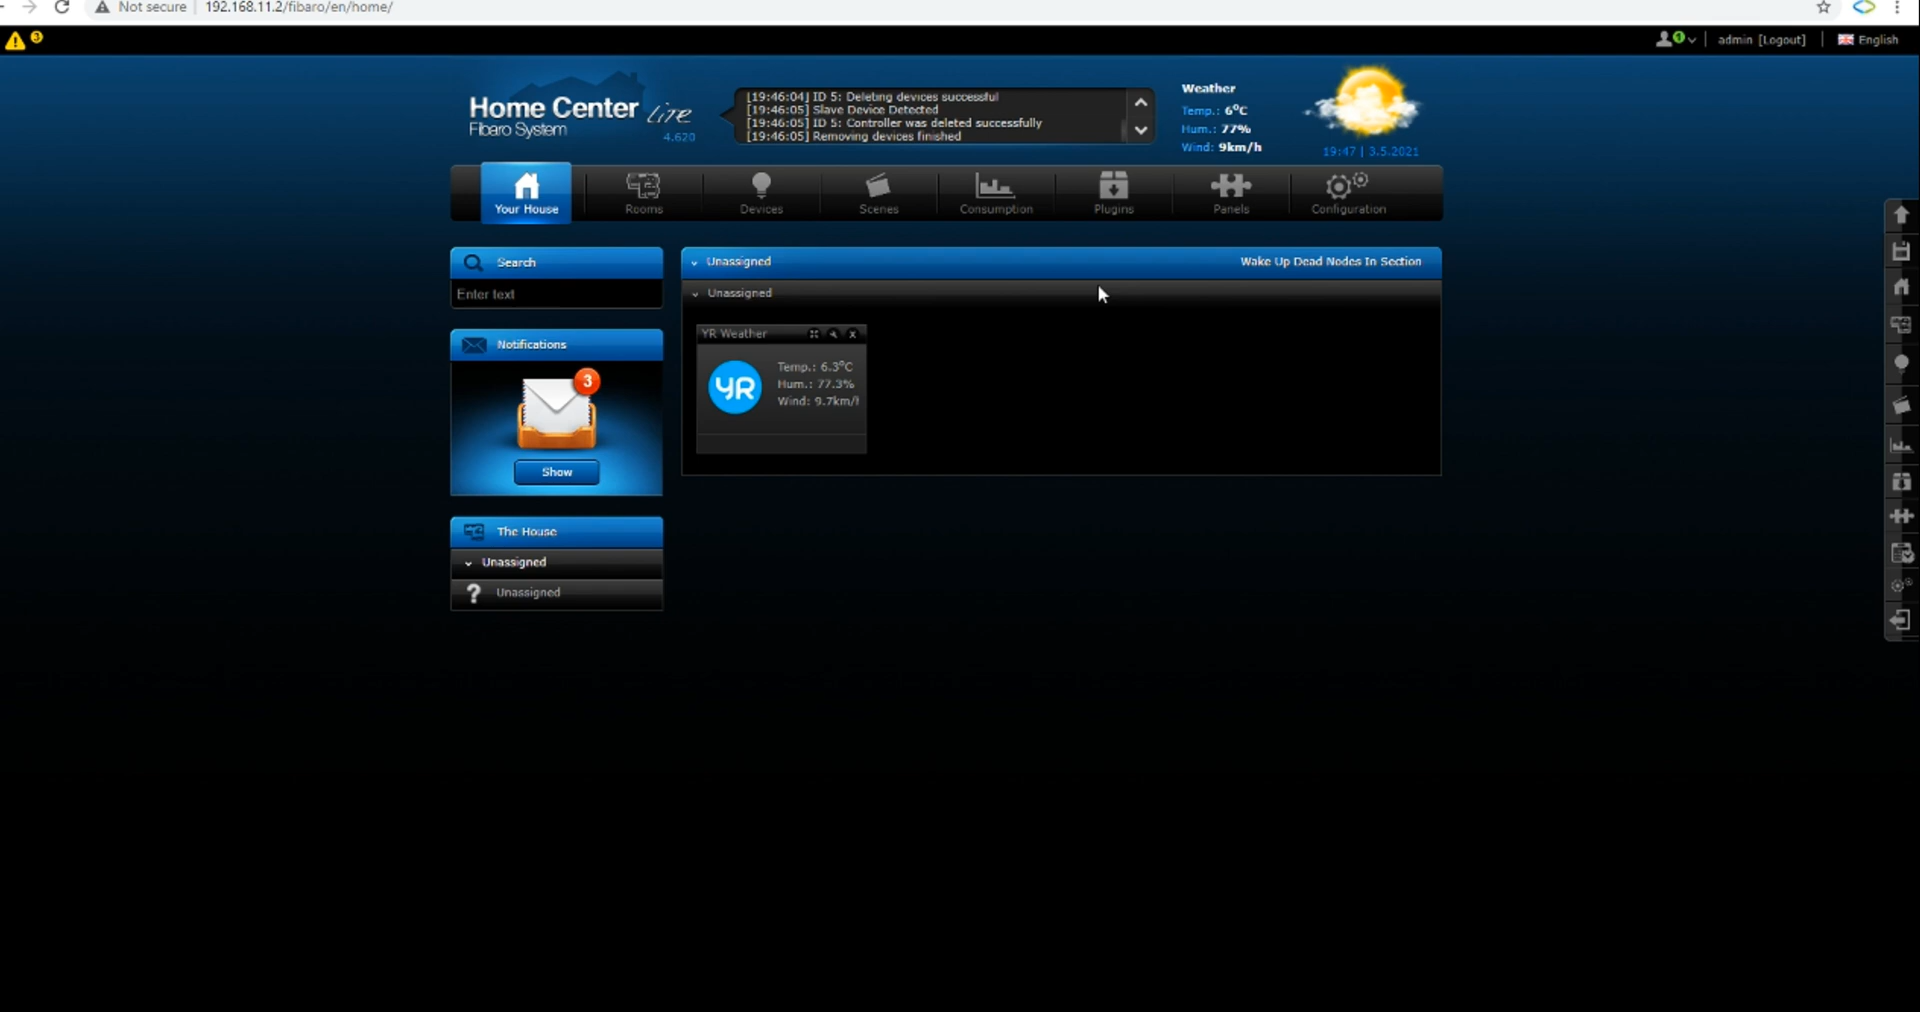 Not secure 192.168.11.2/fibaro/en/home/
3
1 admin [Logout] English
Home Center Lite
Fibaro System
4.620
[19:46:04] ID 5: Deleting devices successful
[19:46:05] Slave Device Detected
[19:46:05] ID 5: Controller was deleted successfully
[19:46:05] Removing devices finished
Weather
Temp.: 6°C
Hum.: 77%
Wind: 9km/h
19:47 | 3.5.2021
Your House Rooms Devices Scenes Consumption Plugins Panels Configuration
Search
Enter text
Notifications
3
Show
The House
Unassigned
Unassigned
Unassigned Wake Up Dead Nodes In Section
Unassigned
YR Weather
YR
Temp.: 6.3°C
Hum.: 77.3%
Wind: 9.7km/h